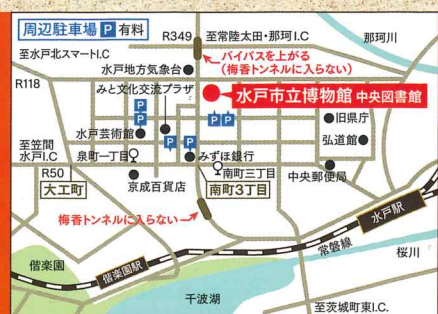 周辺駐車場 P 有料
R349
至常陸太田・那珂I.C
那珂川
至水戸北スマートI.C
バイパスを上がる
(梅香トンネルに入らない)
水戸地方気象台
R118
みと文化交流プラザ
水戸市立博物館 中央図書館
P
P
P P
水戸芸術館
旧県庁
至笠間
水戸I.C
泉町一丁目
P P
みずほ銀行
弘道館
R50
大工町
京成百貨店
南町三丁目
南町3丁目
中央郵便局
梅香トンネルに入らない
水戸駅
常磐線
桜川
偕楽園
偕楽園駅
千波湖
至茨城町東I.C.